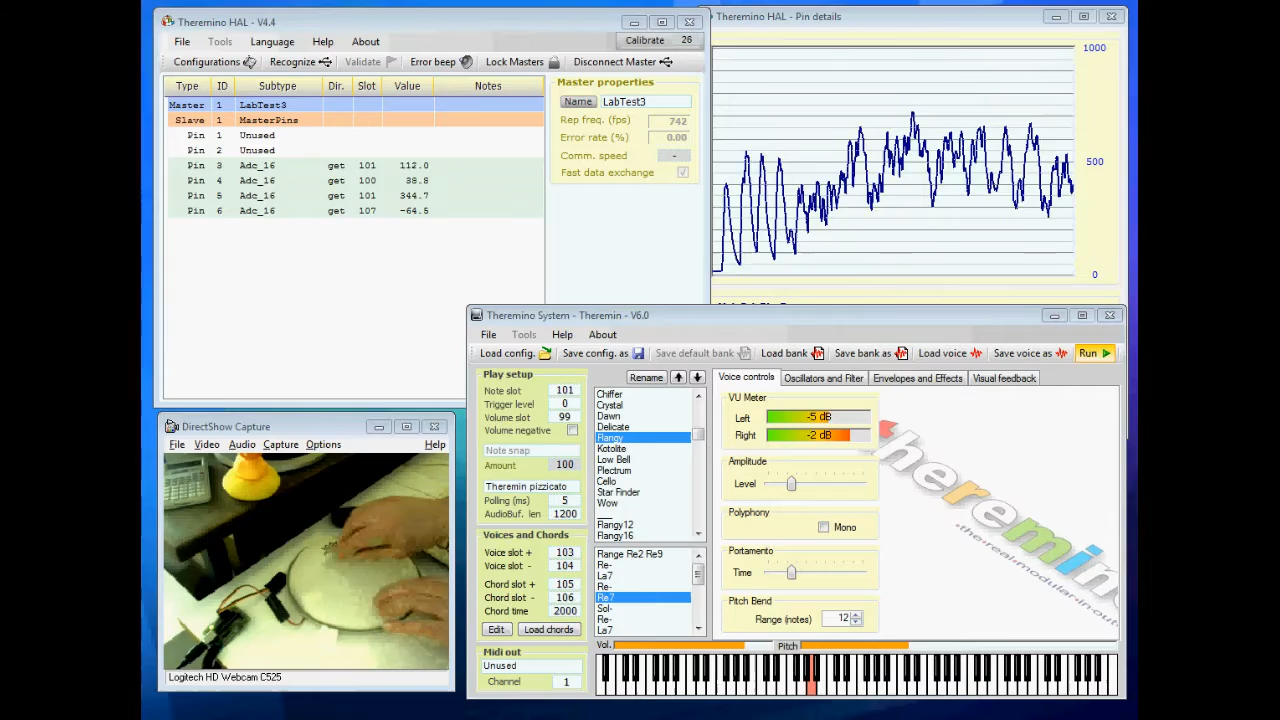 Theremino HAL - V4.4
File Tools Language Help About
Calibrate 26
Configurations Recognize Validate Error beep Lock Masters Disconnect Master
Type ID Subtype Dir. Slot Value Notes
Master 1 LabTest3
Slave 1 MasterPins
Pin 1 Unused
Pin 2 Unused
Pin 3 Adc_16 get 101 112.0
Pin 4 Adc_16 get 100 38.8
Pin 5 Adc_16 get 101 344.7
Pin 6 Adc_16 get 107 -64.5
Master properties
Name LabTest3
Rep freq. (fps) 742
Error rate (%) 0.00
Comm. speed -
Fast data exchange
Theremino HAL - Pin details
1000
500
0
DirectShow Capture
File Video Audio Capture Options Help
Logitech HD Webcam C525
Theremino System - Theremin - V6.0
File Tools Help About
Load config. Save config. as Save default bank Load bank Save bank as Load voice Save voice as Run
Play setup
Note slot 101
Trigger level 0
Volume slot 99
Volume negative
Note snap
Amount 100
Theremin pizzicato
Polling (ms) 5
AudioBuf. len 1200
Voices and Chords
Voice slot + 103
Voice slot - 104
Chord slot + 105
Chord slot - 106
Chord time 2000
Edit Load chords
Midi out
Unused
Channel 1
Rename
Chiffer
Crystal
Dawn
Delicate
Flangy
Kotolite
Low Bell
Plectrum
Cello
Star Finder
Wow
__
Flangy12
Flangy16
Range Re2 Re9
Re-
La7
Re-
Re7
Sol-
Re-
La7
Voice controls Oscillators and Filter Envelopes and Effects Visual feedback
VU Meter
Left -5 dB
Right -2 dB
Amplitude
Level
Polyphony
Mono
Portamento
Time
Pitch Bend
Range (notes) 12
Vol. Pitch
theremin
-the-real-modular-in-ou